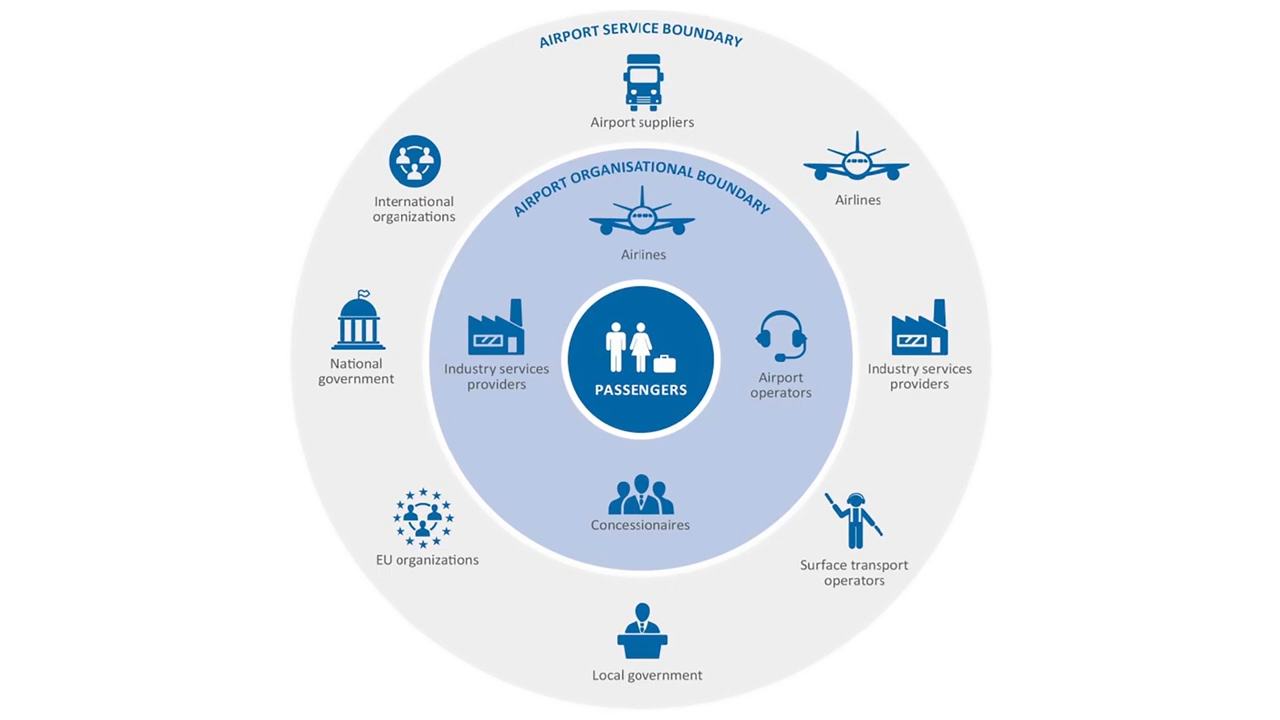 AIRPORT SERVICE BOUNDARY
Airport suppliers
International
organizations
Airlines
AIRPORT ORGANISATIONAL BOUNDARY
Airlines
National
government
Industry services
providers
PASSENGERS
Airport
operators
Industry services
providers
Concessionaires
EU organizations
Surface transport
operators
Local government